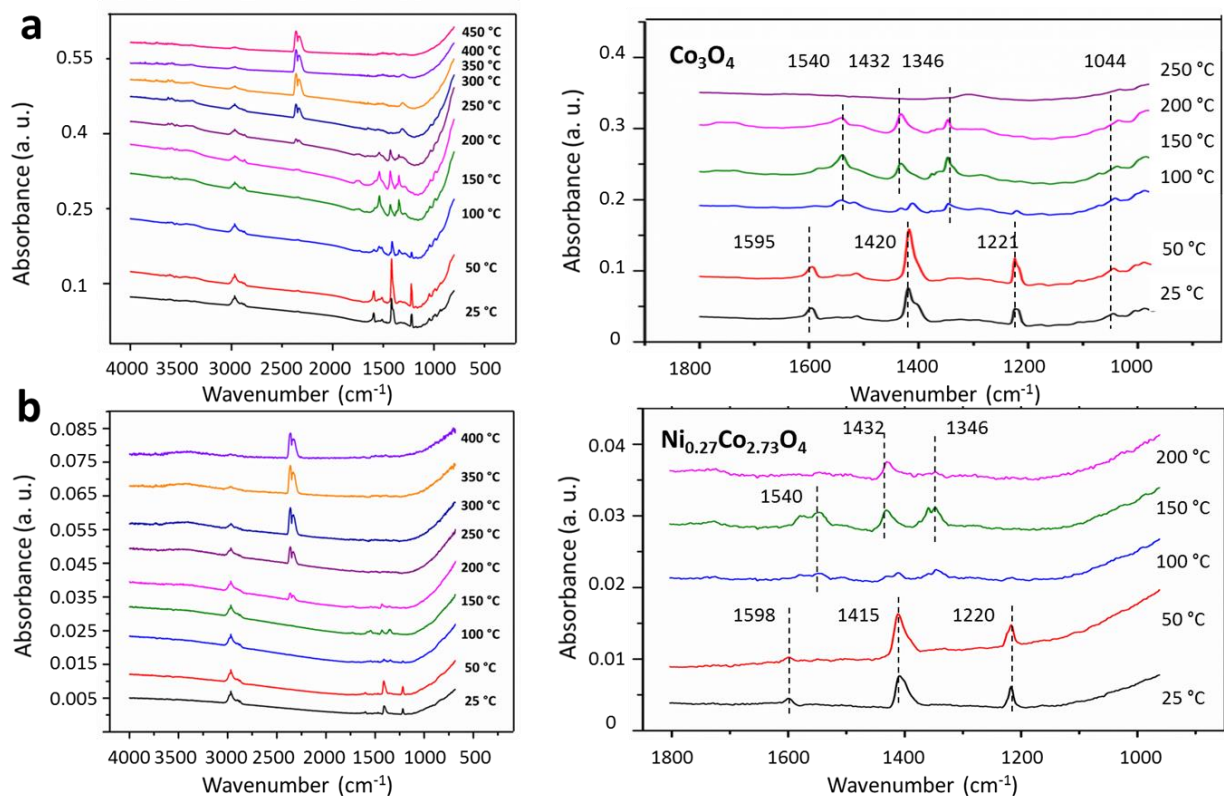 a
Absorbance (a. u.)
0.55
0.4
0.25
0.1
450 °C
400 °C
350 °C
300 °C
250 °C
200 °C
150 °C
100 °C
50 °C
25 °C
4000 3500 3000 2500 2000 1500 1000 500
Wavenumber (cm⁻¹)
Absorbance (a. u.)
0.4
0.3
0.2
0.1
0
Co₃O₄
1540 1432 1346 1044
250 °C
200 °C
150 °C
100 °C
1595 1420 1221
50 °C
25 °C
1800 1600 1400 1200 1000
Wavenumber (cm⁻¹)
b
Absorbance (a. u.)
0.085
0.075
0.065
0.055
0.045
0.035
0.025
0.015
0.005
400 °C
350 °C
300 °C
250 °C
200 °C
150 °C
100 °C
50 °C
25 °C
4000 3500 3000 2500 2000 1500 1000 500
Wavenumber (cm⁻¹)
Absorbance (a. u.)
0.04
0.03
0.02
0.01
0
Ni₀.₂₇Co₂.₇₃O₄
1432 1346
200 °C
1540
150 °C
100 °C
1598 1415 1220
50 °C
25 °C
1800 1600 1400 1200 1000
Wavenumber (cm⁻¹)